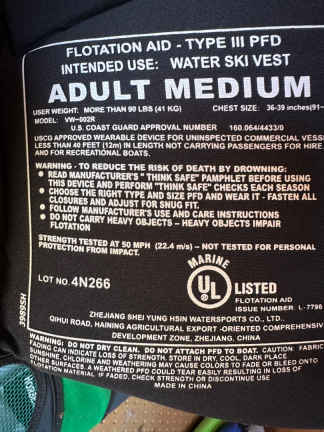 FLOTATION AID - TYPE III PFD
INTENDED USE: WATER SKI VEST
ADULT MEDIUM
USER WEIGHT: MORE THAN 90 LBS (41 KG) CHEST SIZE: 36-39 inches(91-
MODEL: VW-002R
U.S. COAST GUARD APPROVAL NUMBER 160.064/4433/0
USCG APPROVED WEARABLE DEVICE FOR UNINSPECTED COMMERCIAL VESS
LESS THAN 40 FEET (12m) IN LENGTH NOT CARRYING PASSENGERS FOR HIRE
AND FOR RECREATIONAL BOATS.
WARNING - TO REDUCE THE RISK OF DEATH BY DROWNING:
● READ MANUFACTURER'S "THINK SAFE" PAMPHLET BEFORE USING
THIS DEVICE AND PERFORM "THINK SAFE" CHECKS EACH SEASON
● CHOOSE THE RIGHT TYPE AND SIZE PFD AND WEAR IT - FASTEN ALL
CLOSURES AND ADJUST FOR SNUG FIT.
● FOLLOW MANUFACTURER'S USE AND CARE INSTRUCTIONS
● DO NOT CARRY HEAVY OBJECTS – HEAVY OBJECTS IMPAIR
FLOTATION
STRENGTH TESTED AT 50 MPH (22.4 m/s) – NOT TESTED FOR PERSONAL
PROTECTION FROM IMPACT.
MARINE
UL
LISTED
FLOTATION AID
ISSUE NUMBER: L-7796
LOT NO. 4N266
3989SH
ZHEJIANG SHEI YUNG HSIN WATERSPORTS CO., LTD.
QIHUI ROAD, HAINING AGRICULTURAL EXPORT -ORIENTED COMPREHENSIV
DEVELOPMENT ZONE, ZHEJIANG, CHINA
WARNING: DO NOT DRY CLEAN. DO NOT ATTACH PFD TO BOAT. CAUTION FABRIC
FADING CAN INDICATE LOSS OF STRENGTH. STORE IN DRY, COOL, DARK PLACE
SUNSHINE, CHLORINE AND WEATHERING MAY CAUSE COLORS TO FADE OR BLEED ONTO
OTHER SURFACES. A WEATHERED PFD COULD TEAR EASILY RESULTING IN LOSS OF
FLOTATION MATERIAL. IF FADED, CHECK STRENGTH OR DISCONTINUE USE
MADE IN CHINA